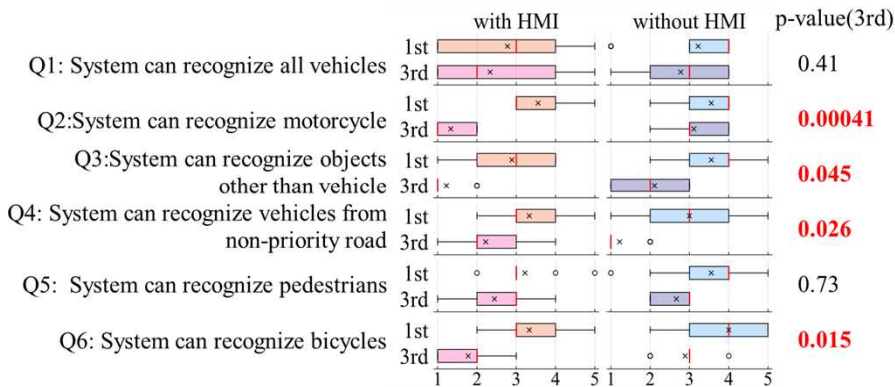 with HMI without HMI p-value(3rd)
Q1: System can recognize all vehicles 1st 3rd 0.41
Q2:System can recognize motorcycle 1st 3rd 0.00041
Q3:System can recognize objects other than vehicle 1st 3rd 0.045
Q4: System can recognize vehicles from non-priority road 1st 3rd 0.026
Q5: System can recognize pedestrians 1st 3rd 0.73
Q6: System can recognize bicycles 1st 3rd 0.015
1 2 3 4 5 1 2 3 4 5